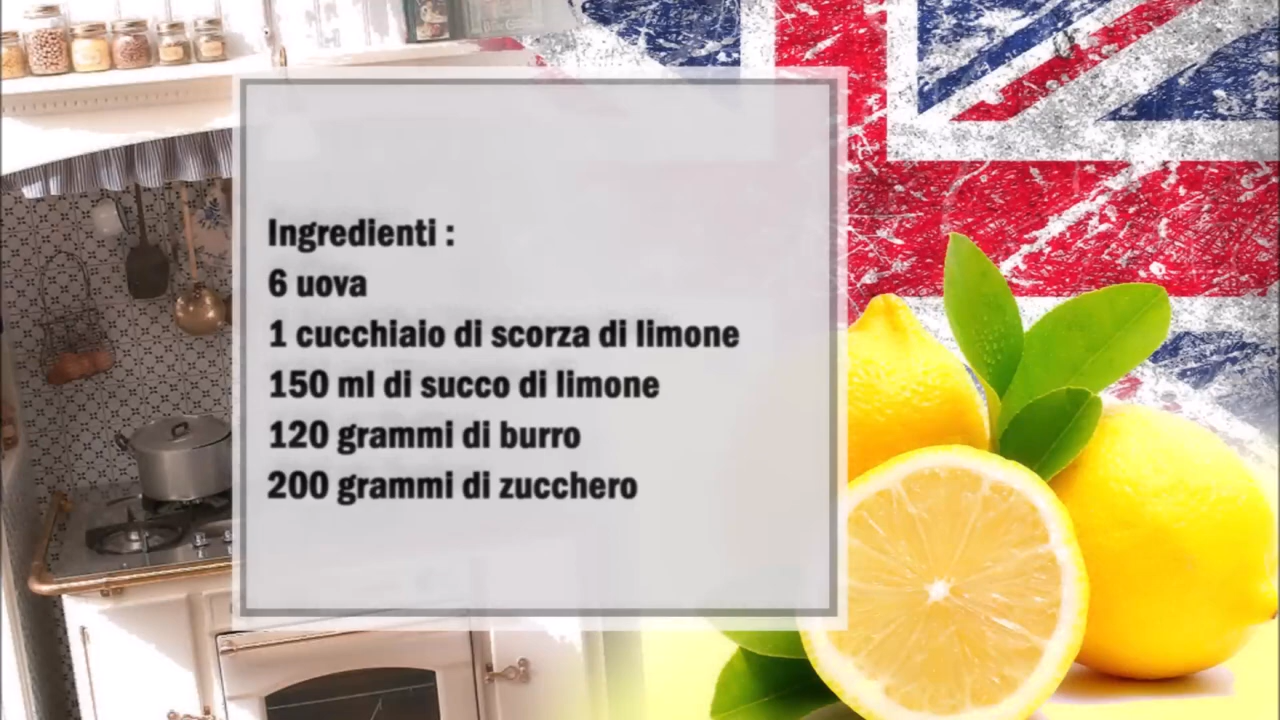 Ingredienti :
6 uova
1 cucchiaio di scorza di limone
150 ml di succo di limone
120 grammi di burro
200 grammi di zucchero